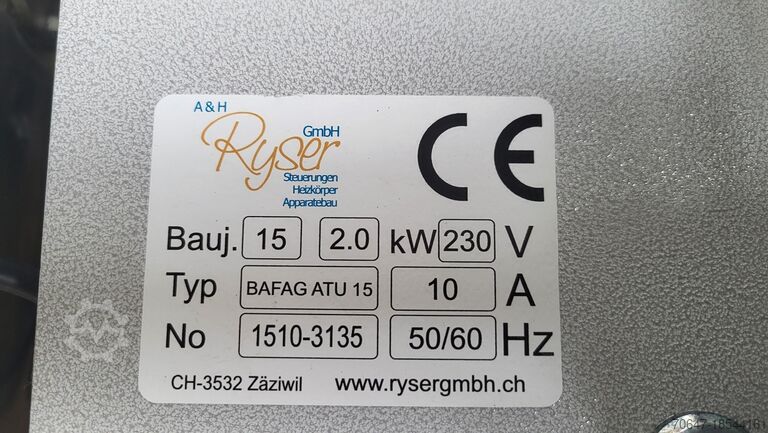 A & H
GmbH
Ryser
Steuerungen
Heizkörper
Apparatebau
CE
Bauj. 15 2.0 kW 230 V
Typ BAFAG ATU 15 10 A
No 1510-3135 50/60 Hz
CH-3532 Zäziwil www.rysergmbh.ch